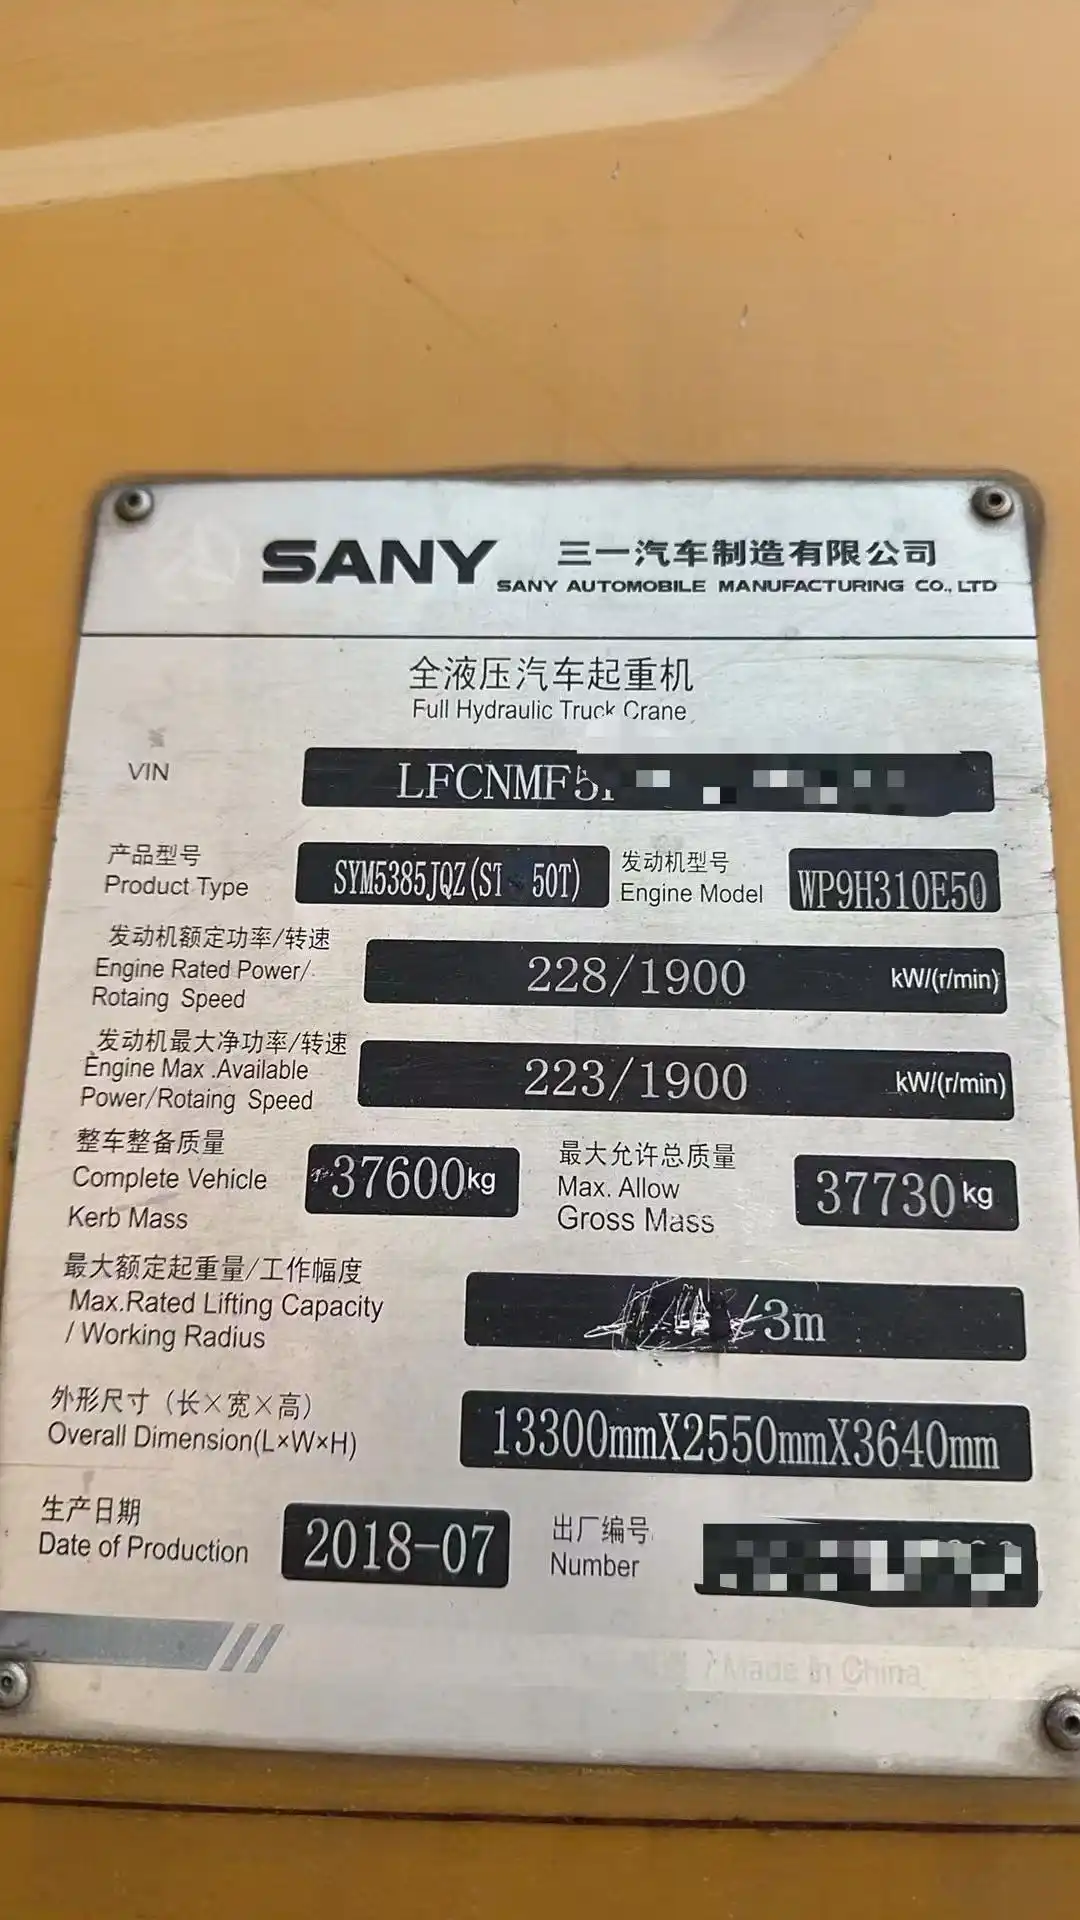 SANY 三一汽车制造有限公司
SANY AUTOMOBILE MANUFACTURING CO., LTD
全液压汽车起重机
Full Hydraulic Truck Crane
VIN LFCNMF5
产品型号
Product Type
SYM5385JQZ(ST 50T)
发动机型号
Engine Model
WP9H310E50
发动机额定功率/转速
Engine Rated Power/
Rotaing Speed
228/1900 kW/(r/min)
发动机最大净功率/转速
Engine Max .Available
Power/Rotaing Speed
223/1900 kW/(r/min)
整车整备质量
Complete Vehicle
Kerb Mass
37600kg
最大允许总质量
Max. Allow
Gross Mass
37730kg
最大额定起重量/工作幅度
Max.Rated Lifting Capacity
/ Working Radius
/3m
外形尺寸（长×宽×高）
Overall Dimension(L×W×H)
13300mmX2550mmX3640mm
生产日期
Date of Production
2018-07
出厂编号
Number
Made in China